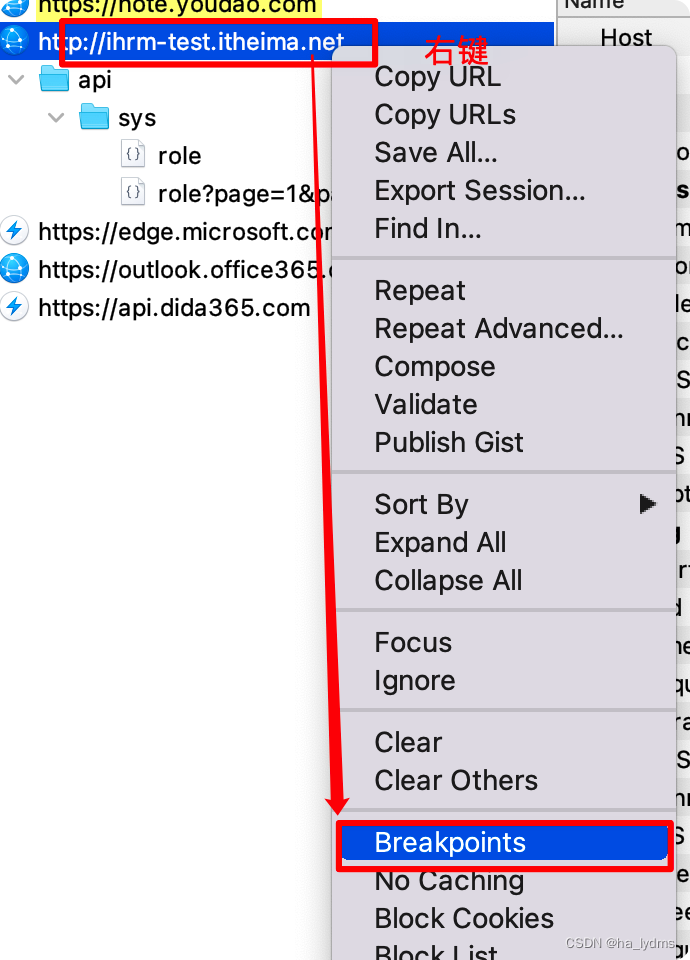 https://note.youdao.com
Name
http://ihrm-test.itheima.net
Host
右键
api
sys
role
role?page=1&p
https://edge.microsoft.com
https://outlook.office365.
https://api.dida365.com
Copy URL
Copy URLs
Save All...
Export Session...
Find In...
Repeat
Repeat Advanced...
Compose
Validate
Publish Gist
Sort By
Expand All
Collapse All
Focus
Ignore
Clear
Clear Others
Breakpoints
No Caching
Block Cookies
Block List
CSDN @ha_lydms